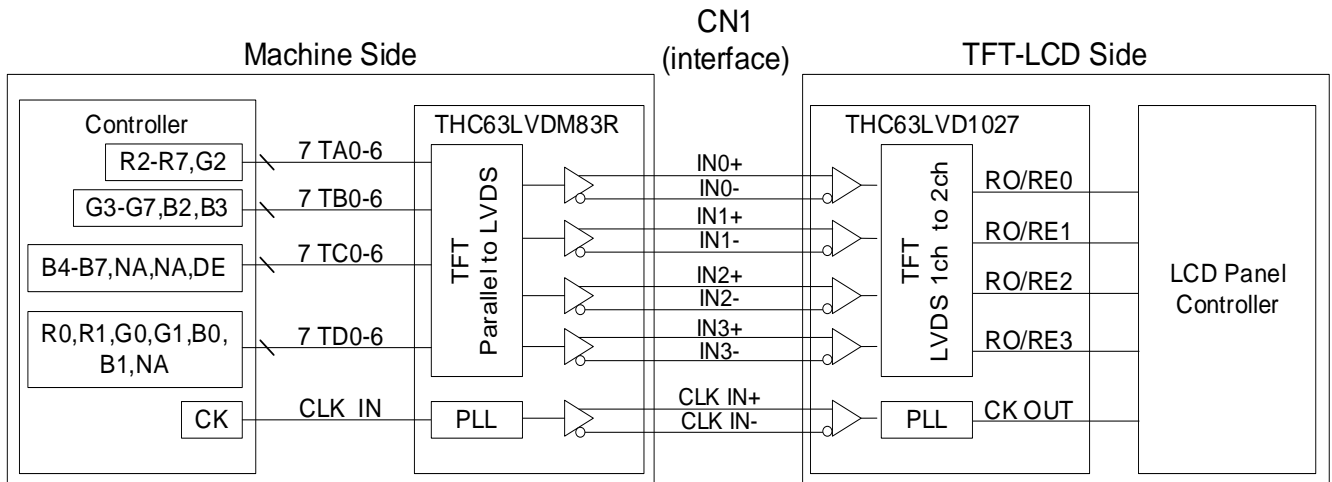 CN1
(interface)
Machine Side
TFT-LCD Side
Controller
R2-R7,G2
G3-G7,B2,B3
B4-B7,NA,NA,DE
R0,R1,G0,G1,B0,
B1,NA
CK
7 TA0-6
7 TB0-6
7 TC0-6
7 TD0-6
CLK IN
THC63LVDM83R
TFT
Parallel to LVDS
PLL
IN0+
IN0-
IN1+
IN1-
IN2+
IN2-
IN3+
IN3-
CLK IN+
CLK IN-
THC63LVD1027
TFT
LVDS 1ch to 2ch
PLL
RO/RE0
RO/RE1
RO/RE2
RO/RE3
CK OUT
LCD Panel
Controller